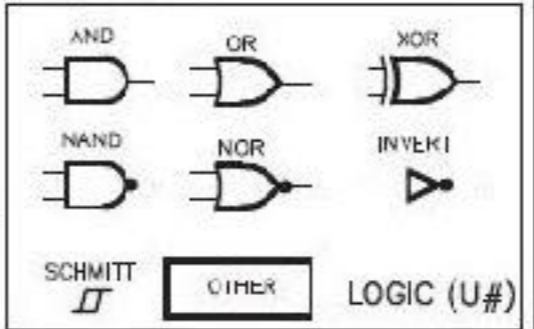 AND OR XOR
NAND NOR INVERT
SCHMITT
OTHER
LOGIC (U#)